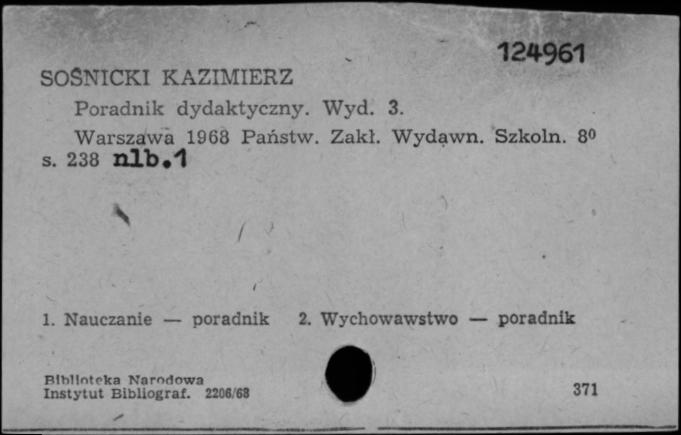 124961
SOŚNICKI KAZIMIERZ
Poradnik dydaktyczny. Wyd. 3.
Warszawa 1968 Państw. Zakł. Wydawn. Szkoln. 8⁰
s. 238 nlb.1
1. Nauczanie — poradnik 2. Wychowawstwo — poradnik
Biblioteka Narodowa
Instytut Bibliograf. 2206/68 371